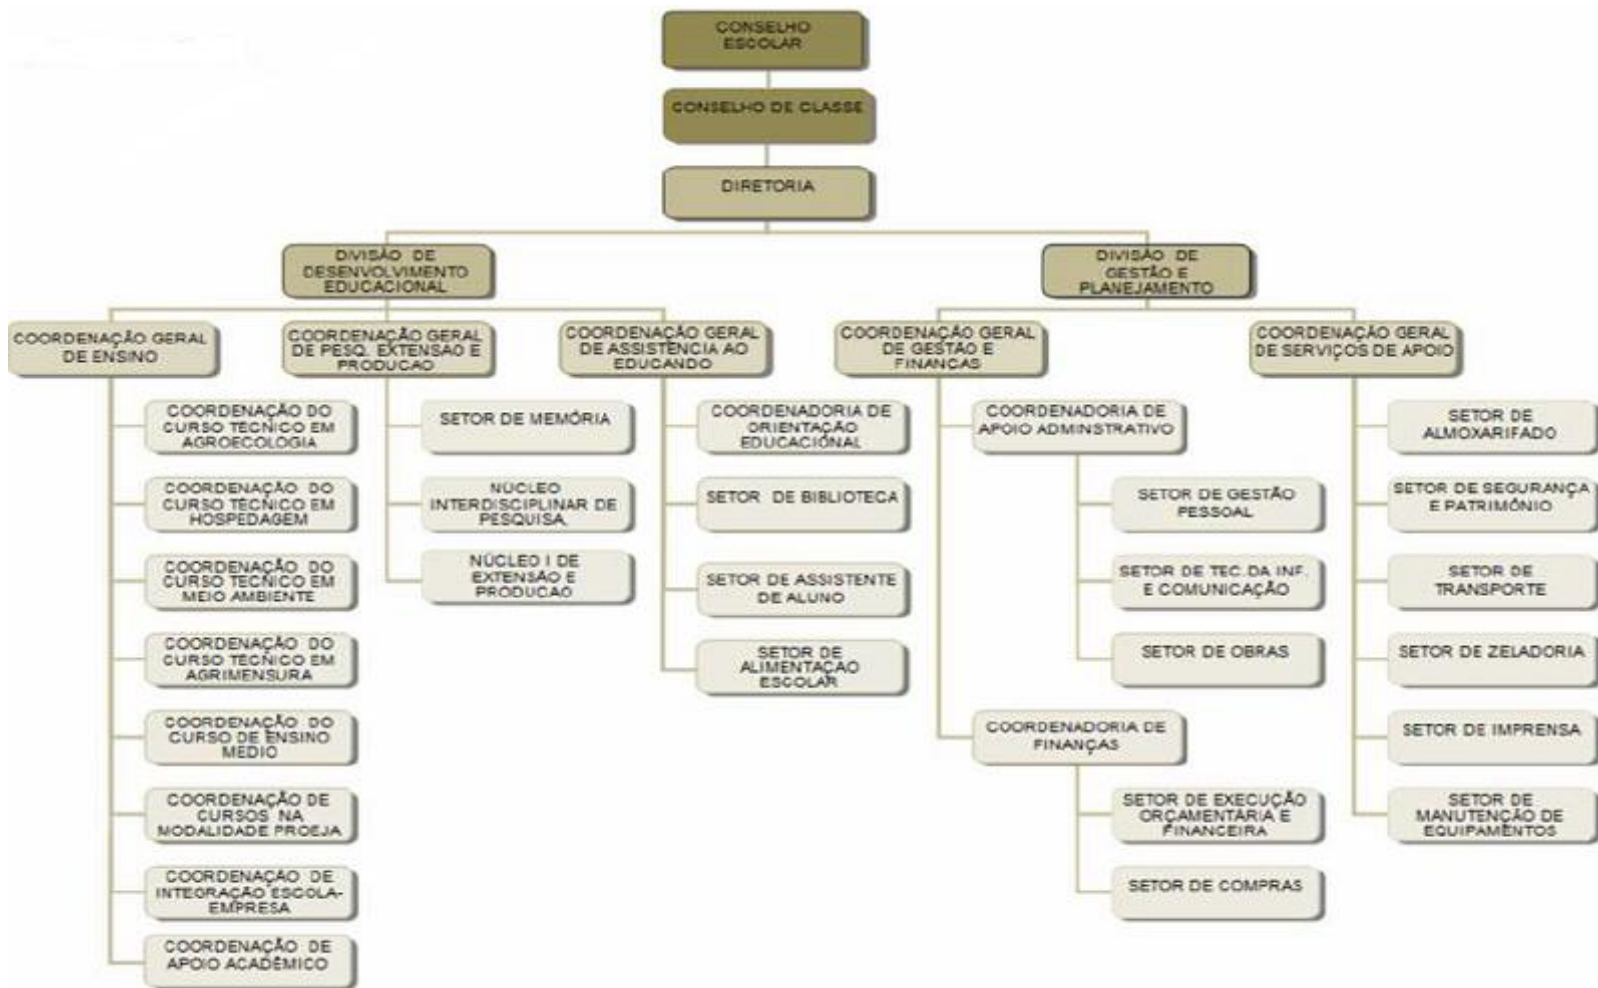 CONSELHO
ESCOLAR
CONSELHO DE CLASSE
DIRETORIA
DIVISÃO DE
DESENVOLVIMENTO
EDUCACIONAL
DIVISÃO DE
GESTÃO E
PLANEJAMENTO
COORDENAÇÃO GERAL
DE ENSINO
COORDENAÇÃO GERAL
DE PESQ. EXTENSAO E
PRODUCAO
COORDENAÇÃO GERAL
DE ASSISTENCIA AO
EDUCANDO
COORDENAÇÃO GERAL
DE GESTÃO E
FINANCAS
COORDENAÇÃO GERAL
DE SERVIÇOS DE APOIO
COORDENAÇÃO DO
CURSO TECNICO EM
AGROECOLOGIA
COORDENAÇÃO DO
CURSO TECNICO EM
HOSPEDAGEM
COORDENAÇÃO DO
CURSO TECNICO EM
MEIO AMBIENTE
COORDENAÇÃO DO
CURSO TECNICO EM
AGRIMENSURA
COORDENAÇÃO DO
CURSO DE ENSINO
MEDIO
COORDENAÇÃO DE
CURSOS NA
MODALIDADE PROEJA
COORDENAÇÃO DE
INTEGRAÇÃO ESCOLA-
EMPRESA
COORDENAÇÃO DE
APOIO ACADÊMICO
SETOR DE MEMÓRIA
NÚCLEO
INTERDISCIPLINAR DE
PESQUISA,
NÚCLEO I DE
EXTENSÃO E
PRODUCAO
COORDENADORIA DE
ORIENTAÇÃO
EDUCACIONAL
SETOR DE BIBLIOTECA
SETOR DE ASSISTENTE
DE ALUNO
SETOR DE
ALIMENTAÇAO
ESCOLAR
COORDENADORIA DE
APOIO ADMINSTRATIVO
SETOR DE GESTÃO
PESSOAL
SETOR DE TEC.DA INF.
E COMUNICAÇÃO
SETOR DE OBRAS
COORDENADORIA DE
FINANÇAS
SETOR DE EXECUÇÃO
ORÇAMENTÁRIA E
FINANCEIRA
SETOR DE COMPRAS
SETOR DE
ALMOXARIFADO
SETOR DE SEGURANÇA
E PATRIMÔNIO
SETOR DE
TRANSPORTE
SETOR DE ZELADORIA
SETOR DE IMPRENSA
SETOR DE
MANUTENÇÃO DE
EQUIPAMENTOS